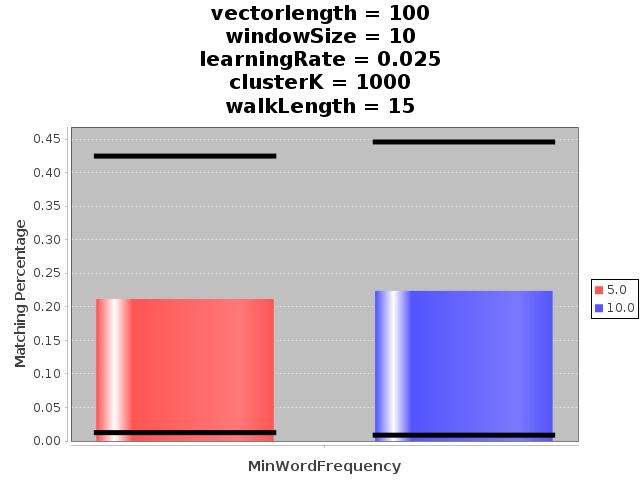 vectorlength = 100
windowSize = 10
learningRate = 0.025
clusterK = 1000
walkLength = 15
Matching Percentage
0.45
0.40
0.35
0.30
0.25
0.20
0.15
0.10
0.05
0.00
MinWordFrequency
5.0
10.0